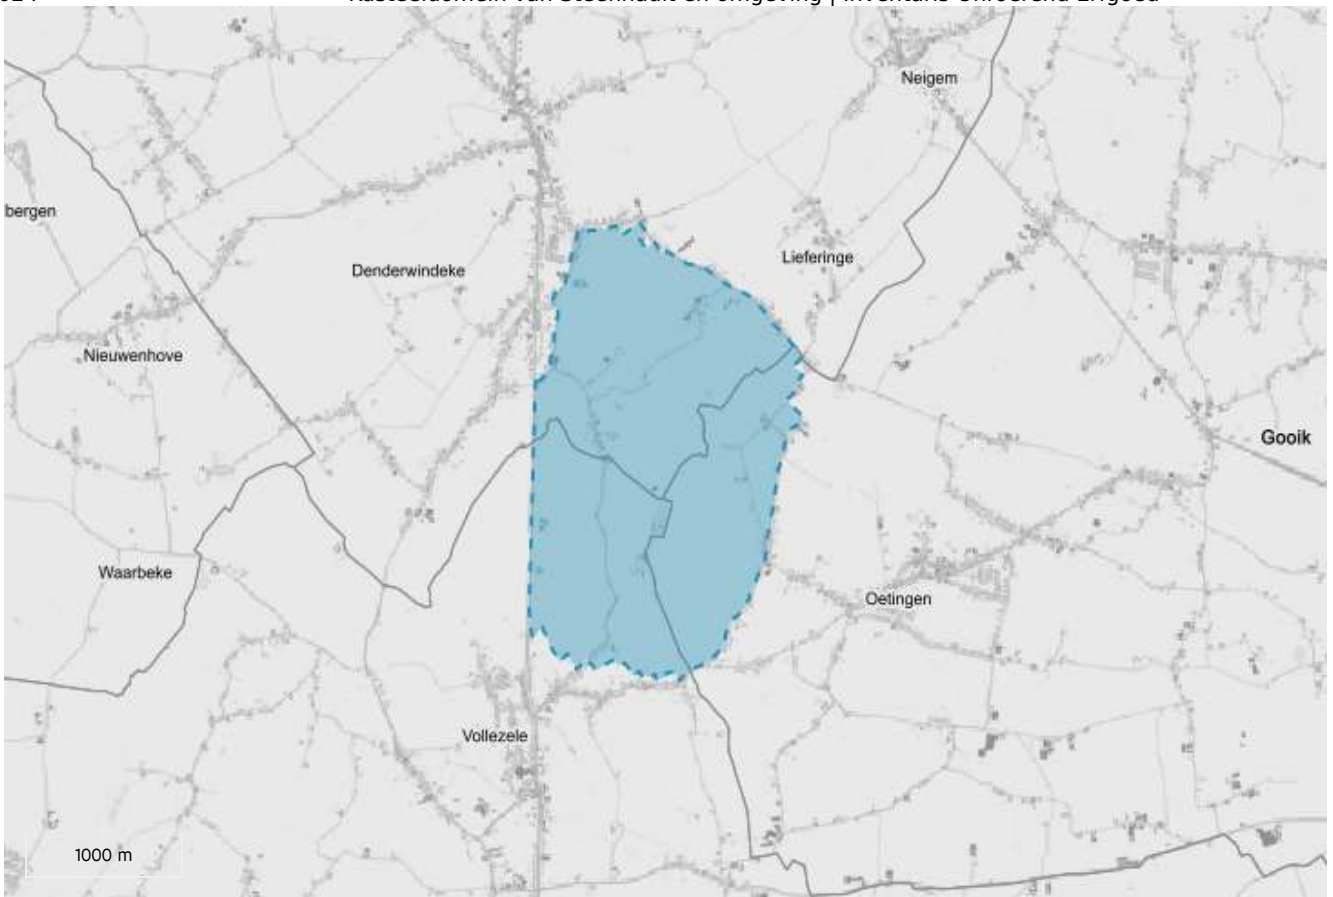 Neigem
bergen
Lieferinge
Denderwindeke
Nieuwenhove
Gooik
Waarbeke
Oetingen
Vollezele
1000 m